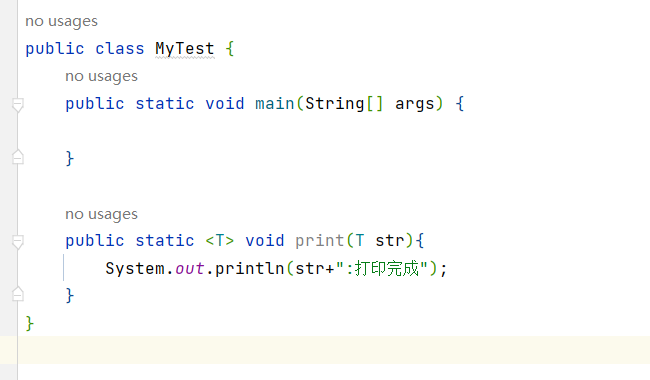 no usages
public class MyTest {
no usages
public static void main(String[] args) {
}
no usages
public static <T> void print(T str){
System.out.println(str+":打印完成");
}
}